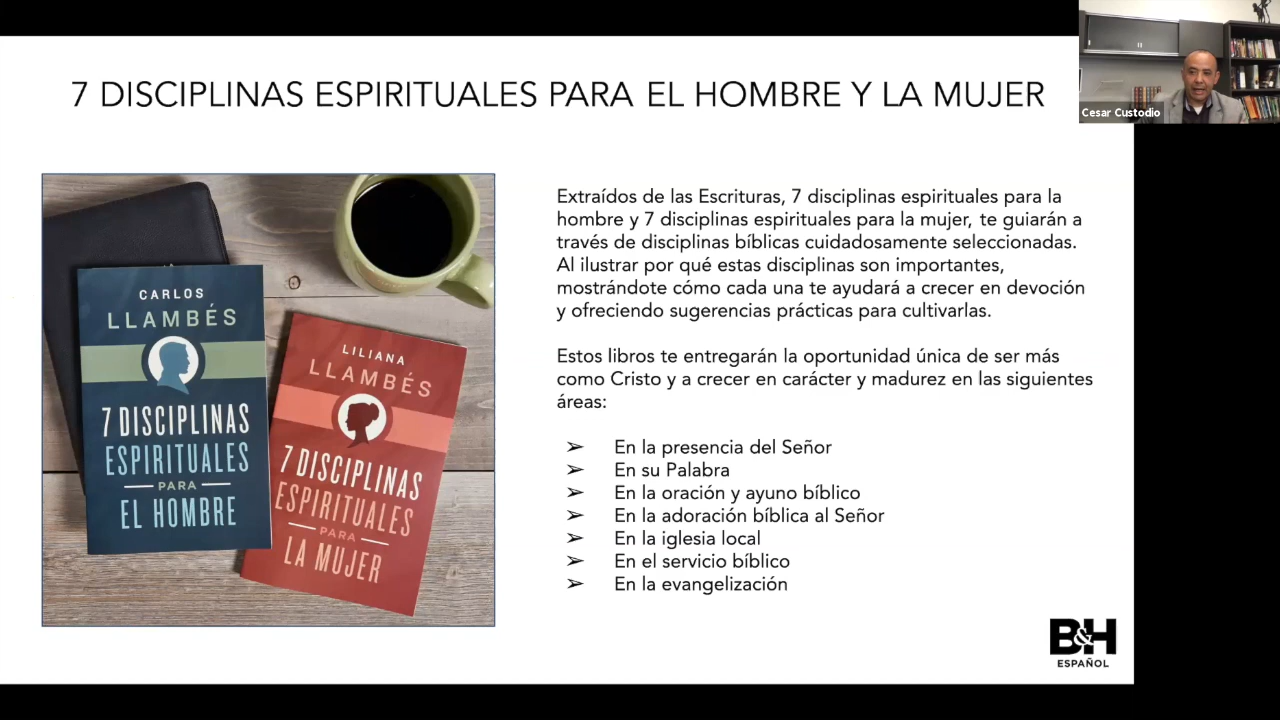 7 DISCIPLINAS ESPIRITUALES PARA EL HOMBRE Y LA MUJER
Cesar Custodio
CARLOS
LLAMBÉS
7 DISCIPLINAS
ESPIRITUALES
PARA
EL HOMBRE
LILIANA
LLAMBÉS
7 DISCIPLINAS
ESPIRITUALES
PARA
LA MUJER
Extraídos de las Escrituras, 7 disciplinas espirituales para la
hombre y 7 disciplinas espirituales para la mujer, te guiarán a
través de disciplinas bíblicas cuidadosamente seleccionadas.
Al ilustrar por qué estas disciplinas son importantes,
mostrándote cómo cada una te ayudará a crecer en devoción
y ofreciendo sugerencias prácticas para cultivarlas.
Estos libros te entregarán la oportunidad única de ser más
como Cristo y a crecer en carácter y madurez en las siguientes
áreas:
➢ En la presencia del Señor
➢ En su Palabra
➢ En la oración y ayuno bíblico
➢ En la adoración bíblica al Señor
➢ En la iglesia local
➢ En el servicio bíblico
➢ En la evangelización
B&H
ESPAÑOL